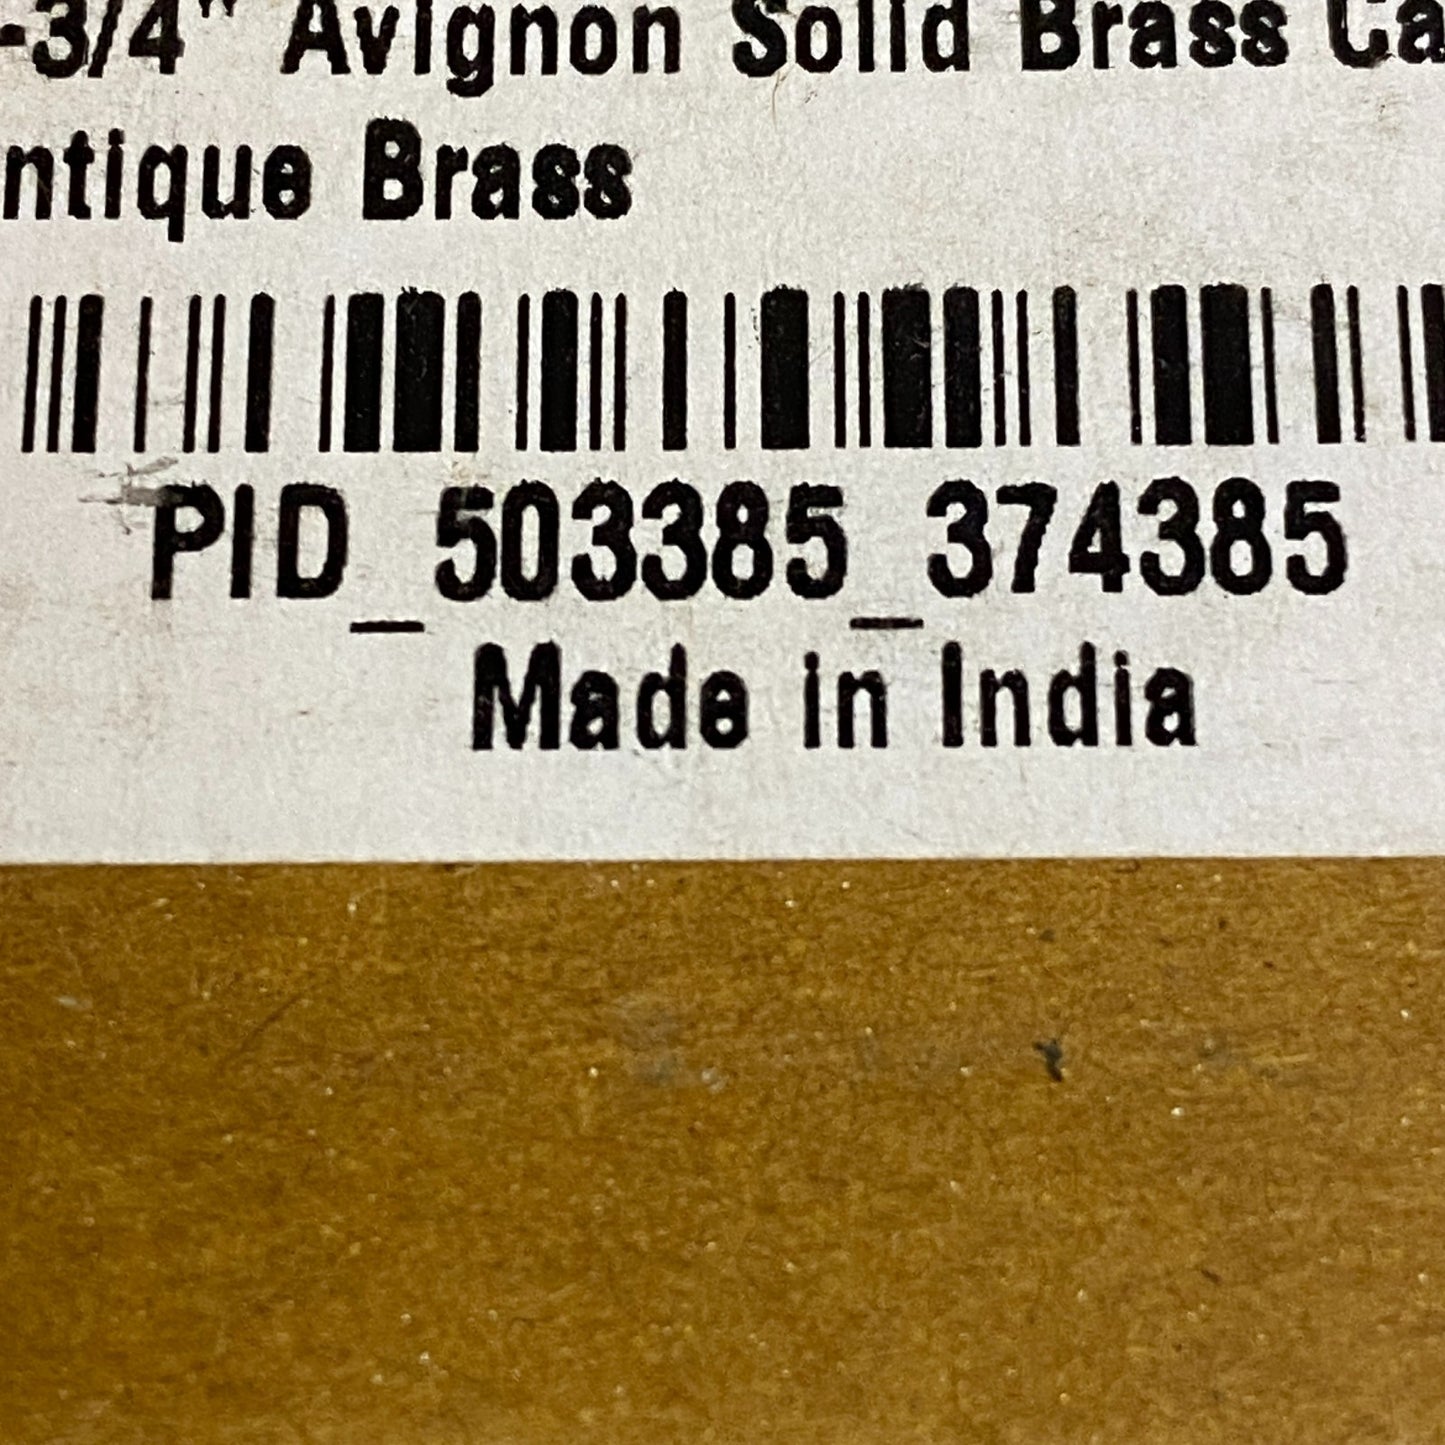 -3/4" Avignon Solid Brass Ca
ntique Brass
PID_503385_374385
Made in India